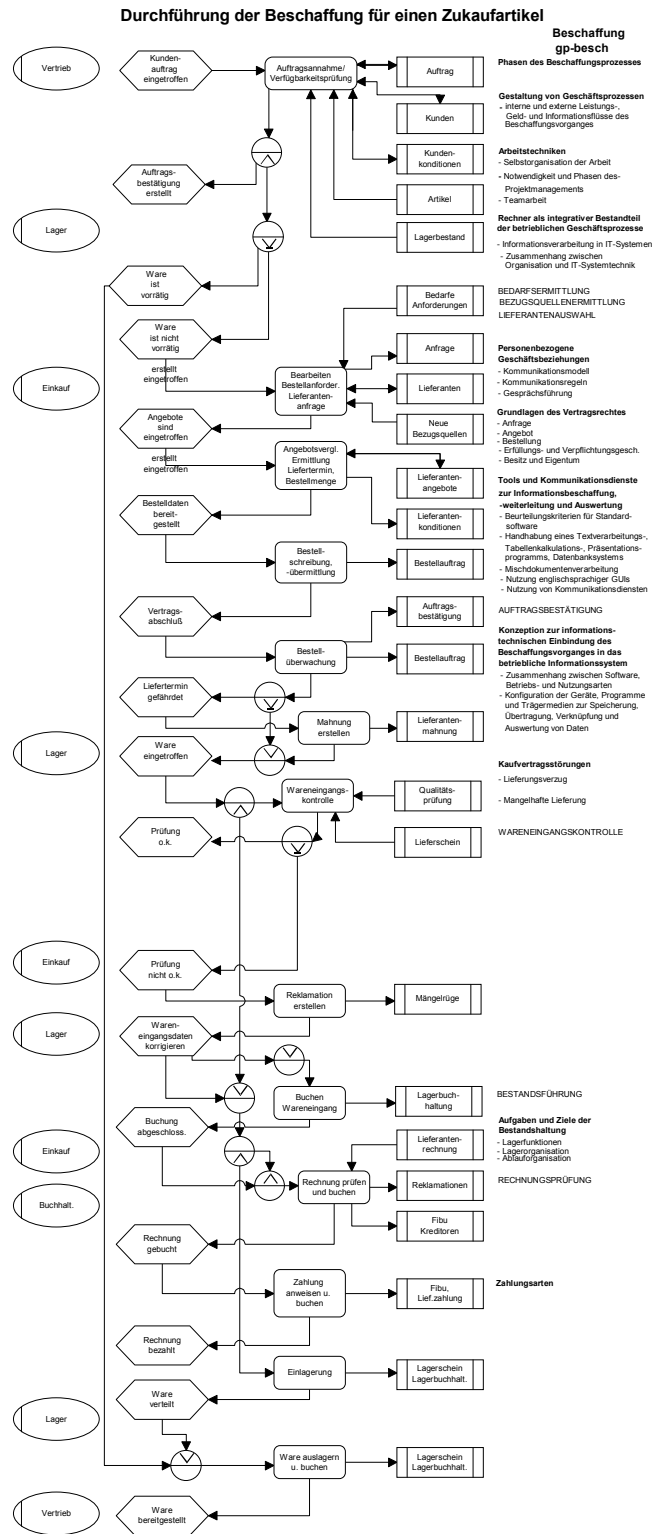 Durchführung der Beschaffung für einen Zukaufartikel
Beschaffung
gp-besch
Vertrieb
Kunden-
auftrag
eingetroffen
Auftragsannahme/
Verfügbarkeitsprüfung
Auftrag
Phasen des Beschaffungsprozesses
Kunden
Gestaltung von Geschäftsprozessen
- interne und externe Leistungs-,
Geld- und Informationsflüsse des
Beschaffungsvorganges
Auftrags-
bestätigung
erstellt
Kunden-
konditionen
Arbeitstechniken
- Selbstorganisation der Arbeit
- Notwendigkeit und Phasen des-
Projektmanagements
- Teamarbeit
Artikel
Lager
Lagerbestand
Rechner als integrativer Bestandteil
der betrieblichen Geschäftsprozesse
- Informationsverarbeitung in IT-Systemen
- Zusammenhang zwischen
Organisation und IT-Systemtechnik
Ware
ist
vorrätig
Bedarfe
Anforderungen
BEDARFSERMITTLUNG
BEZUGSQUELLENERMITTLUNG
LIEFERANTENAUSWAHL
Ware
ist nicht
vorrätig
erstellt
eingetroffen
Anfrage
Personenbezogene
Geschäftsbeziehungen
- Kommunikationsmodell
- Kommunikationsregeln
- Gesprächsführung
Einkauf
Bearbeiten
Bestellanforder.
Lieferanten-
anfrage
Lieferanten
Angebote
sind
eingetroffen
erstellt
eingetroffen
Neue
Bezugsquellen
Grundlagen des Vertragsrechtes
- Anfrage
- Angebot
- Bestellung
- Erfüllungs- und Verpflichtungsgesch.
- Besitz und Eigentum
Angebotsvergl.
Ermittlung
Liefertermin,
Bestellmenge
Lieferanten-
angebote
Tools und Kommunikationsdienste
zur Informationsbeschaffung,
-weiterleitung und Auswertung
- Beurteilungskriterien für Standard-
software
- Handhabung eines Textverarbeitungs-,
Tabellenkalkulations-, Präsentations-
programms, Datenbanksystems
- Mischdokumentenverarbeitung
- Nutzung englischsprachiger GUIs
- Nutzung von Kommunikationsdiensten
Bestelldaten
bereit-
gestellt
Lieferanten-
konditionen
Bestell-
schreibung,
-übermittlung
Bestellauftrag
Vertrags-
abschluß
Auftrags-
bestätigung
AUFTRAGSBESTÄTIGUNG
Bestell-
überwachung
Bestellauftrag
Konzeption zur informations-
technischen Einbindung des
Beschaffungsvorganges in das
betriebliche Informationssystem
- Zusammenhang zwischen Software,
Betriebs- und Nutzungsarten
- Konfiguration der Geräte, Programme
und Trägermedien zur Speicherung,
Übertragung, Verknüpfung und
Auswertung von Daten
Liefertermin
gefährdet
Mahnung
erstellen
Lieferanten-
mahnung
Lager
Ware
eingetroffen
Kaufvertragsstörungen
- Lieferungsverzug
- Mangelhafte Lieferung
Wareneingangs-
kontrolle
Qualitäts-
prüfung
Prüfung
o.k.
Lieferschein
WARENEINGANGSKONTROLLE
Einkauf
Prüfung
nicht o.k.
Reklamation
erstellen
Mängelrüge
Lager
Waren-
eingangsdaten
korrigieren
Buchen
Wareneingang
Lagerbuch-
haltung
BESTANDSFÜHRUNG
Buchung
abgeschloss.
Aufgaben und Ziele der
Bestandshaltung
- Lagerfunktionen
- Lagerorganisation
- Ablauforganisation
Einkauf
Lieferanten-
rechnung
Rechnung prüfen
und buchen
Reklamationen
RECHNUNGSPRÜFUNG
Buchhalt.
Fibu
Kreditoren
Rechnung
gebucht
Zahlung
anweisen u.
buchen
Fibu,
Lief.zahlung
Zahlungsarten
Rechnung
bezahlt
Einlagerung
Lagerschein
Lagerbuchhalt.
Ware
verteilt
Lager
Ware auslagern
u. buchen
Lagerschein
Lagerbuchhalt.
Vertrieb
Ware
bereitgestellt